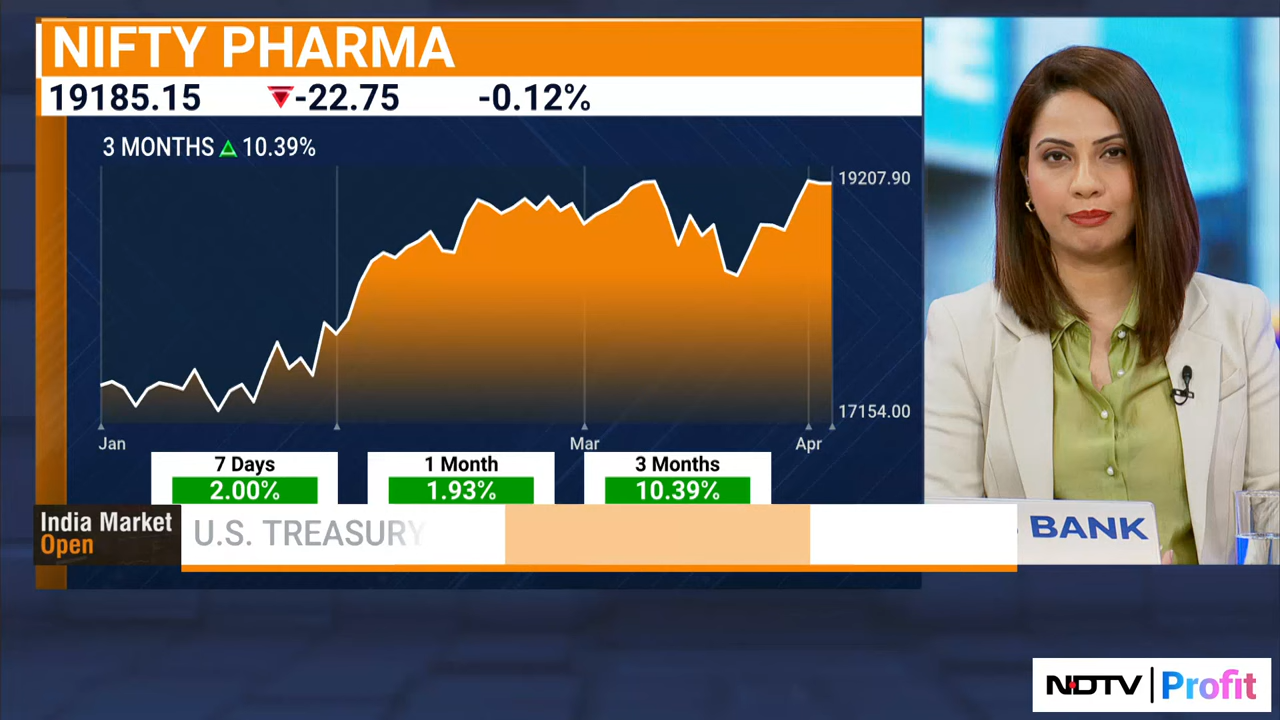 NIFTY PHARMA
19185.15 -22.75 -0.12%
3 MONTHS 10.39%
19207.90
17154.00
Jan Mar Apr
7 Days 1 Month 3 Months
2.00% 1.93% 10.39%
India Market
Open
U.S. TREASURY
BANK
NDTV Profit